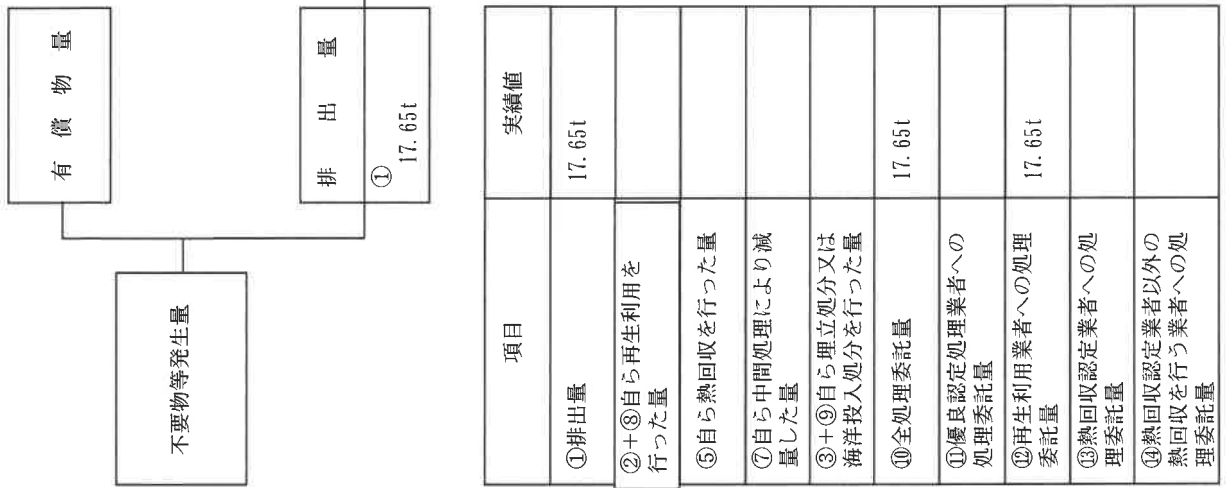 不要物等発生量
有償物量
排出量
①
17.65t
項目
実績値
①排出量
17.65t
②+⑧自ら再生利用を
行った量
⑤自ら熱回収を行った量
⑦自ら中間処理により減
量した量
③+⑨自ら埋立処分又は
海洋投入処分を行った量
⑩全処理委託量
17.65t
⑪優良認定処理業者への
処理委託量
⑫再生利用業者への処理
委託量
17.65t
⑬熱回収認定業者への処
理委託量
⑭熱回収認定業者以外の
熱回収を行う業者への処
理委託量